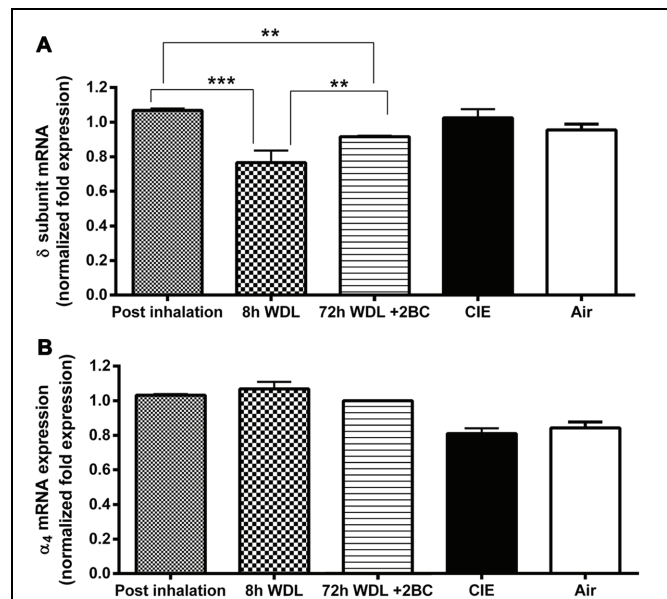 A
**
***
**
δ subunit mRNA
(normalized fold expression)
1.2
1.0
0.8
0.6
0.4
0.2
0.0
Post inhalation 8h WDL 72h WDL +2BC CIE Air
B
α4 mRNA expression
(normalized fold expression)
1.2
1.0
0.8
0.6
0.4
0.2
0.0
Post inhalation 8h WDL 72h WDL +2BC CIE Air